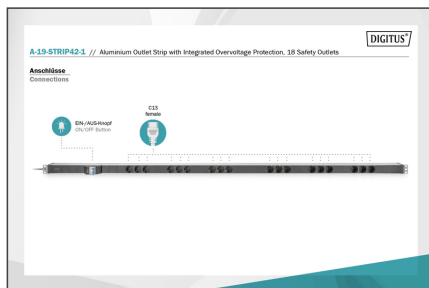 DIGITUS®
A-19-STRIP42-1 // Aluminium Outlet Strip with Integrated Overvoltage Protection, 18 Safety Outlets
Anschlüsse
Connections
C13
female
EIN-/AUS-Knopf
ON/OFF Button